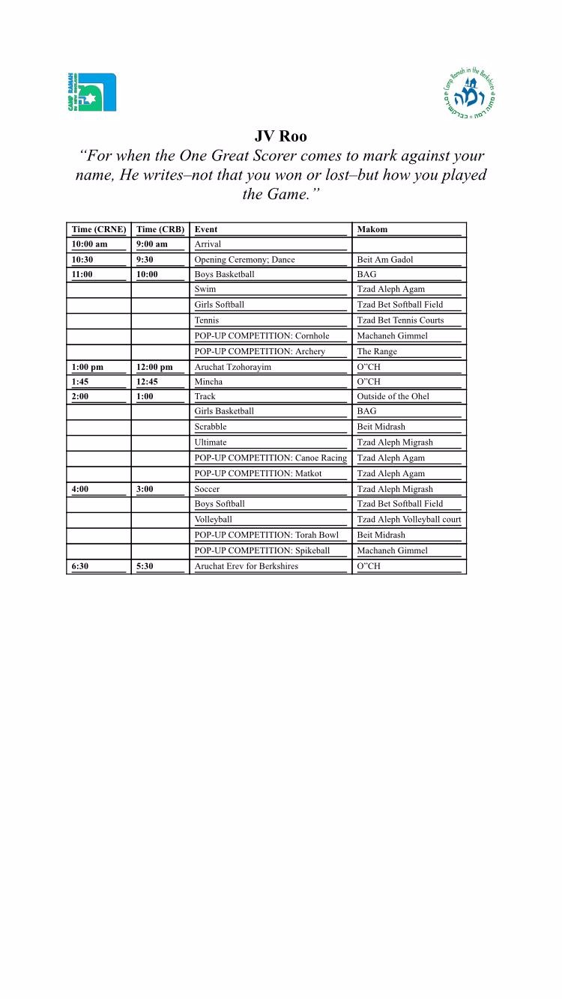 CAMP RAMAH
IN NEW ENGLAND
Camp Ramah in the Berkshires
רמה
מחנה רמה בברקשירס
JV Roo
“For when the One Great Scorer comes to mark against your
name, He writes–not that you won or lost–but how you played
the Game.”
Time (CRNE) Time (CRB) Event Makom
10:00 am 9:00 am Arrival
10:30 9:30 Opening Ceremony; Dance Beit Am Gadol
11:00 10:00 Boys Basketball BAG
Swim Tzad Aleph Agam
Girls Softball Tzad Bet Softball Field
Tennis Tzad Bet Tennis Courts
POP-UP COMPETITION: Cornhole Machaneh Gimmel
POP-UP COMPETITION: Archery The Range
1:00 pm 12:00 pm Aruchat Tzohorayim O”CH
1:45 12:45 Mincha O”CH
2:00 1:00 Track Outside of the Ohel
Girls Basketball BAG
Scrabble Beit Midrash
Ultimate Tzad Aleph Migrash
POP-UP COMPETITION: Canoe Racing Tzad Aleph Agam
POP-UP COMPETITION: Matkot Tzad Aleph Agam
4:00 3:00 Soccer Tzad Aleph Migrash
Boys Softball Tzad Bet Softball Field
Volleyball Tzad Aleph Volleyball court
POP-UP COMPETITION: Torah Bowl Beit Midrash
POP-UP COMPETITION: Spikeball Machaneh Gimmel
6:30 5:30 Aruchat Erev for Berkshires O”CH